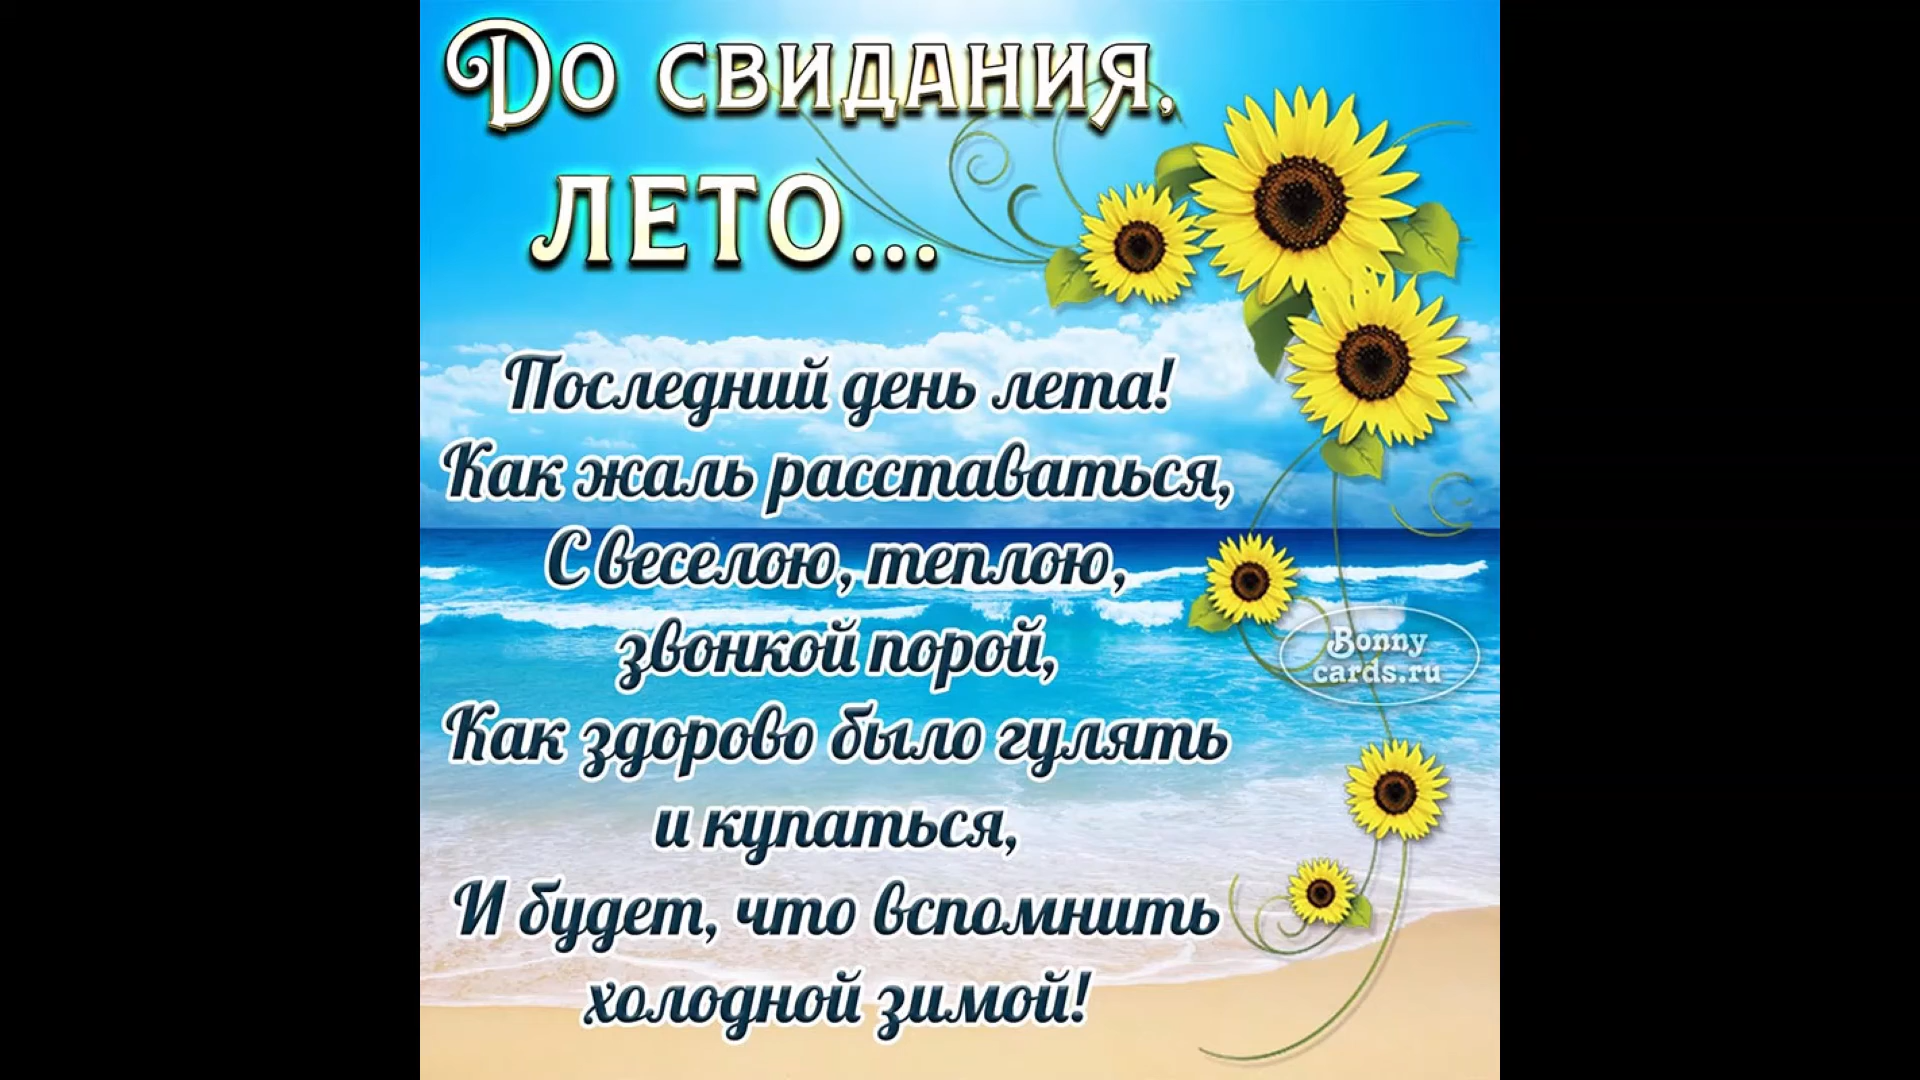 До свидания,
лето...
Последний день лета!
Как жаль расставаться,
С веселою, теплою,
звонкой порой,
Как здорово было гулять
и купаться,
И будет, что вспомнить
холодной зимой!
Bonny
cards.ru